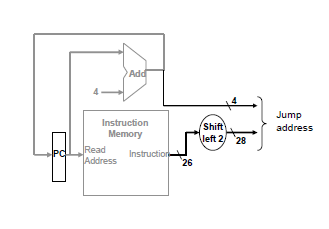 Add
4
4
Jump
address
Instruction
Memory
Shift
left 2
28
PC
Read
Address
Instruction
26